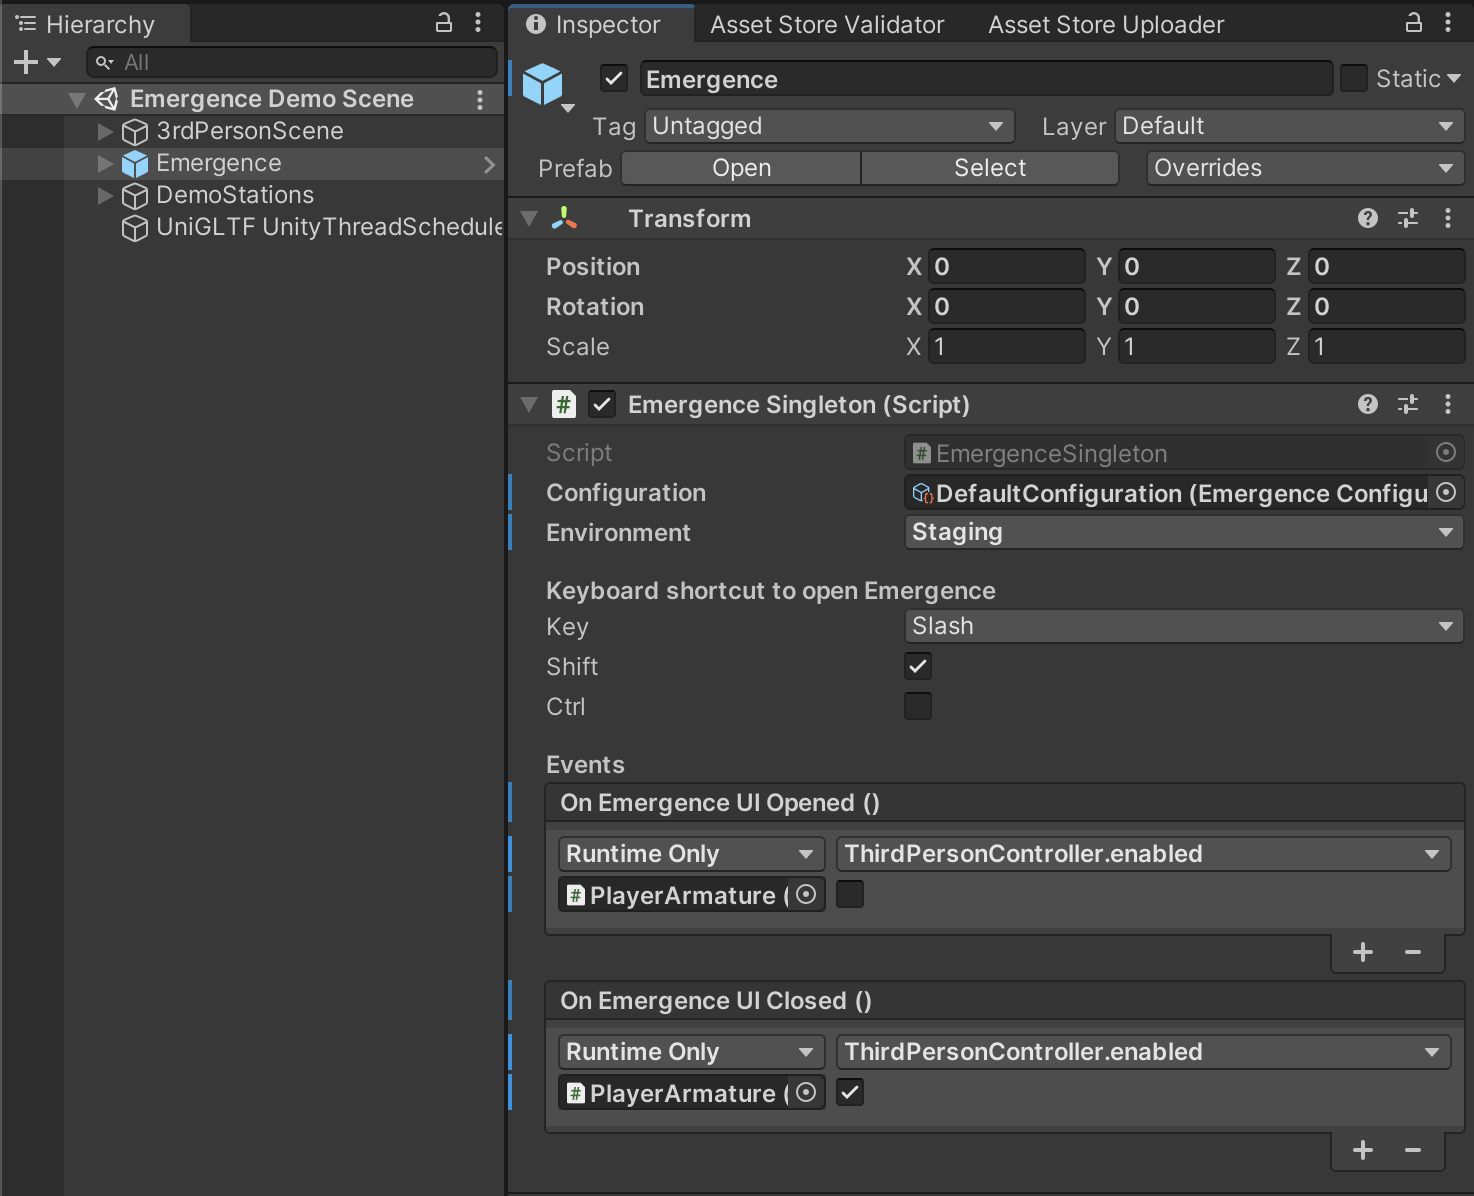 Hierarchy
All
Emergence Demo Scene
3rdPersonScene
Emergence
DemoStations
UniGLTF UnityThreadSchedule
Inspector Asset Store Validator Asset Store Uploader
Emergence Static
Tag Untagged Layer Default
Prefab Open Select Overrides
Transform
Position X 0 Y 0 Z 0
Rotation X 0 Y 0 Z 0
Scale X 1 Y 1 Z 1
# Emergence Singleton (Script)
Script # EmergenceSingleton
Configuration DefaultConfiguration (Emergence Configu
Environment Staging
Keyboard shortcut to open Emergence
Key Slash
Shift
Ctrl
Events
On Emergence UI Opened ()
Runtime Only ThirdPersonController.enabled
# PlayerArmature (
On Emergence UI Closed ()
Runtime Only ThirdPersonController.enabled
# PlayerArmature (